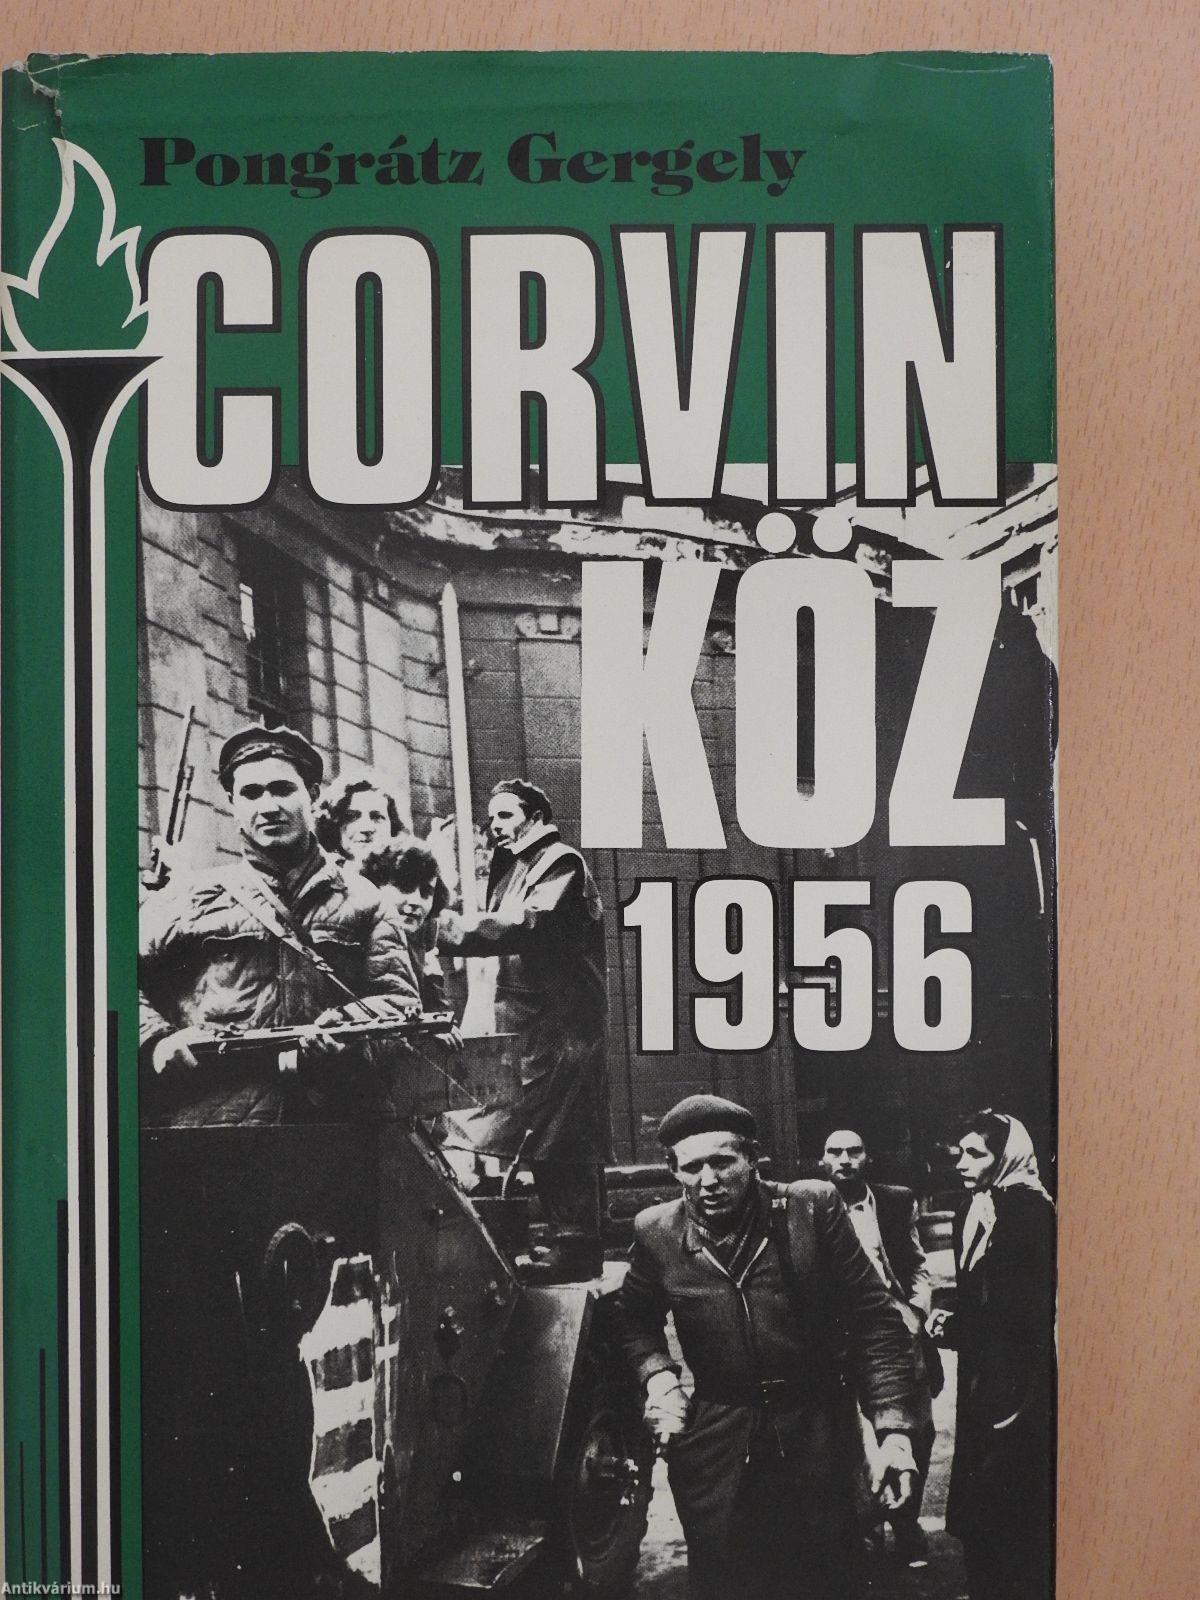 Pongrátz Gergely
CORVIN
KÖZ
1956
Antikvárium.hu